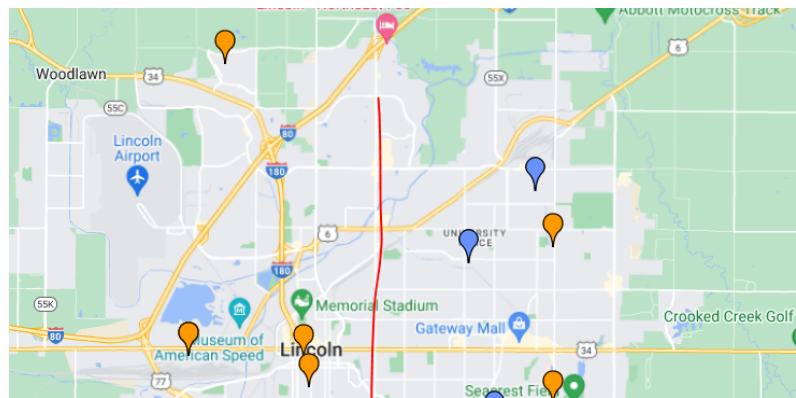 Abbott Motocross Track
6
Woodlawn
34
55X
55C
80
Lincoln
Airport
180
6
UNIVERSITY
180
55K
Memorial Stadium
Crooked Creek Golf
Gateway Mall
80
Museum of
American Speed
Lincoln
34
77
Seacrest Field